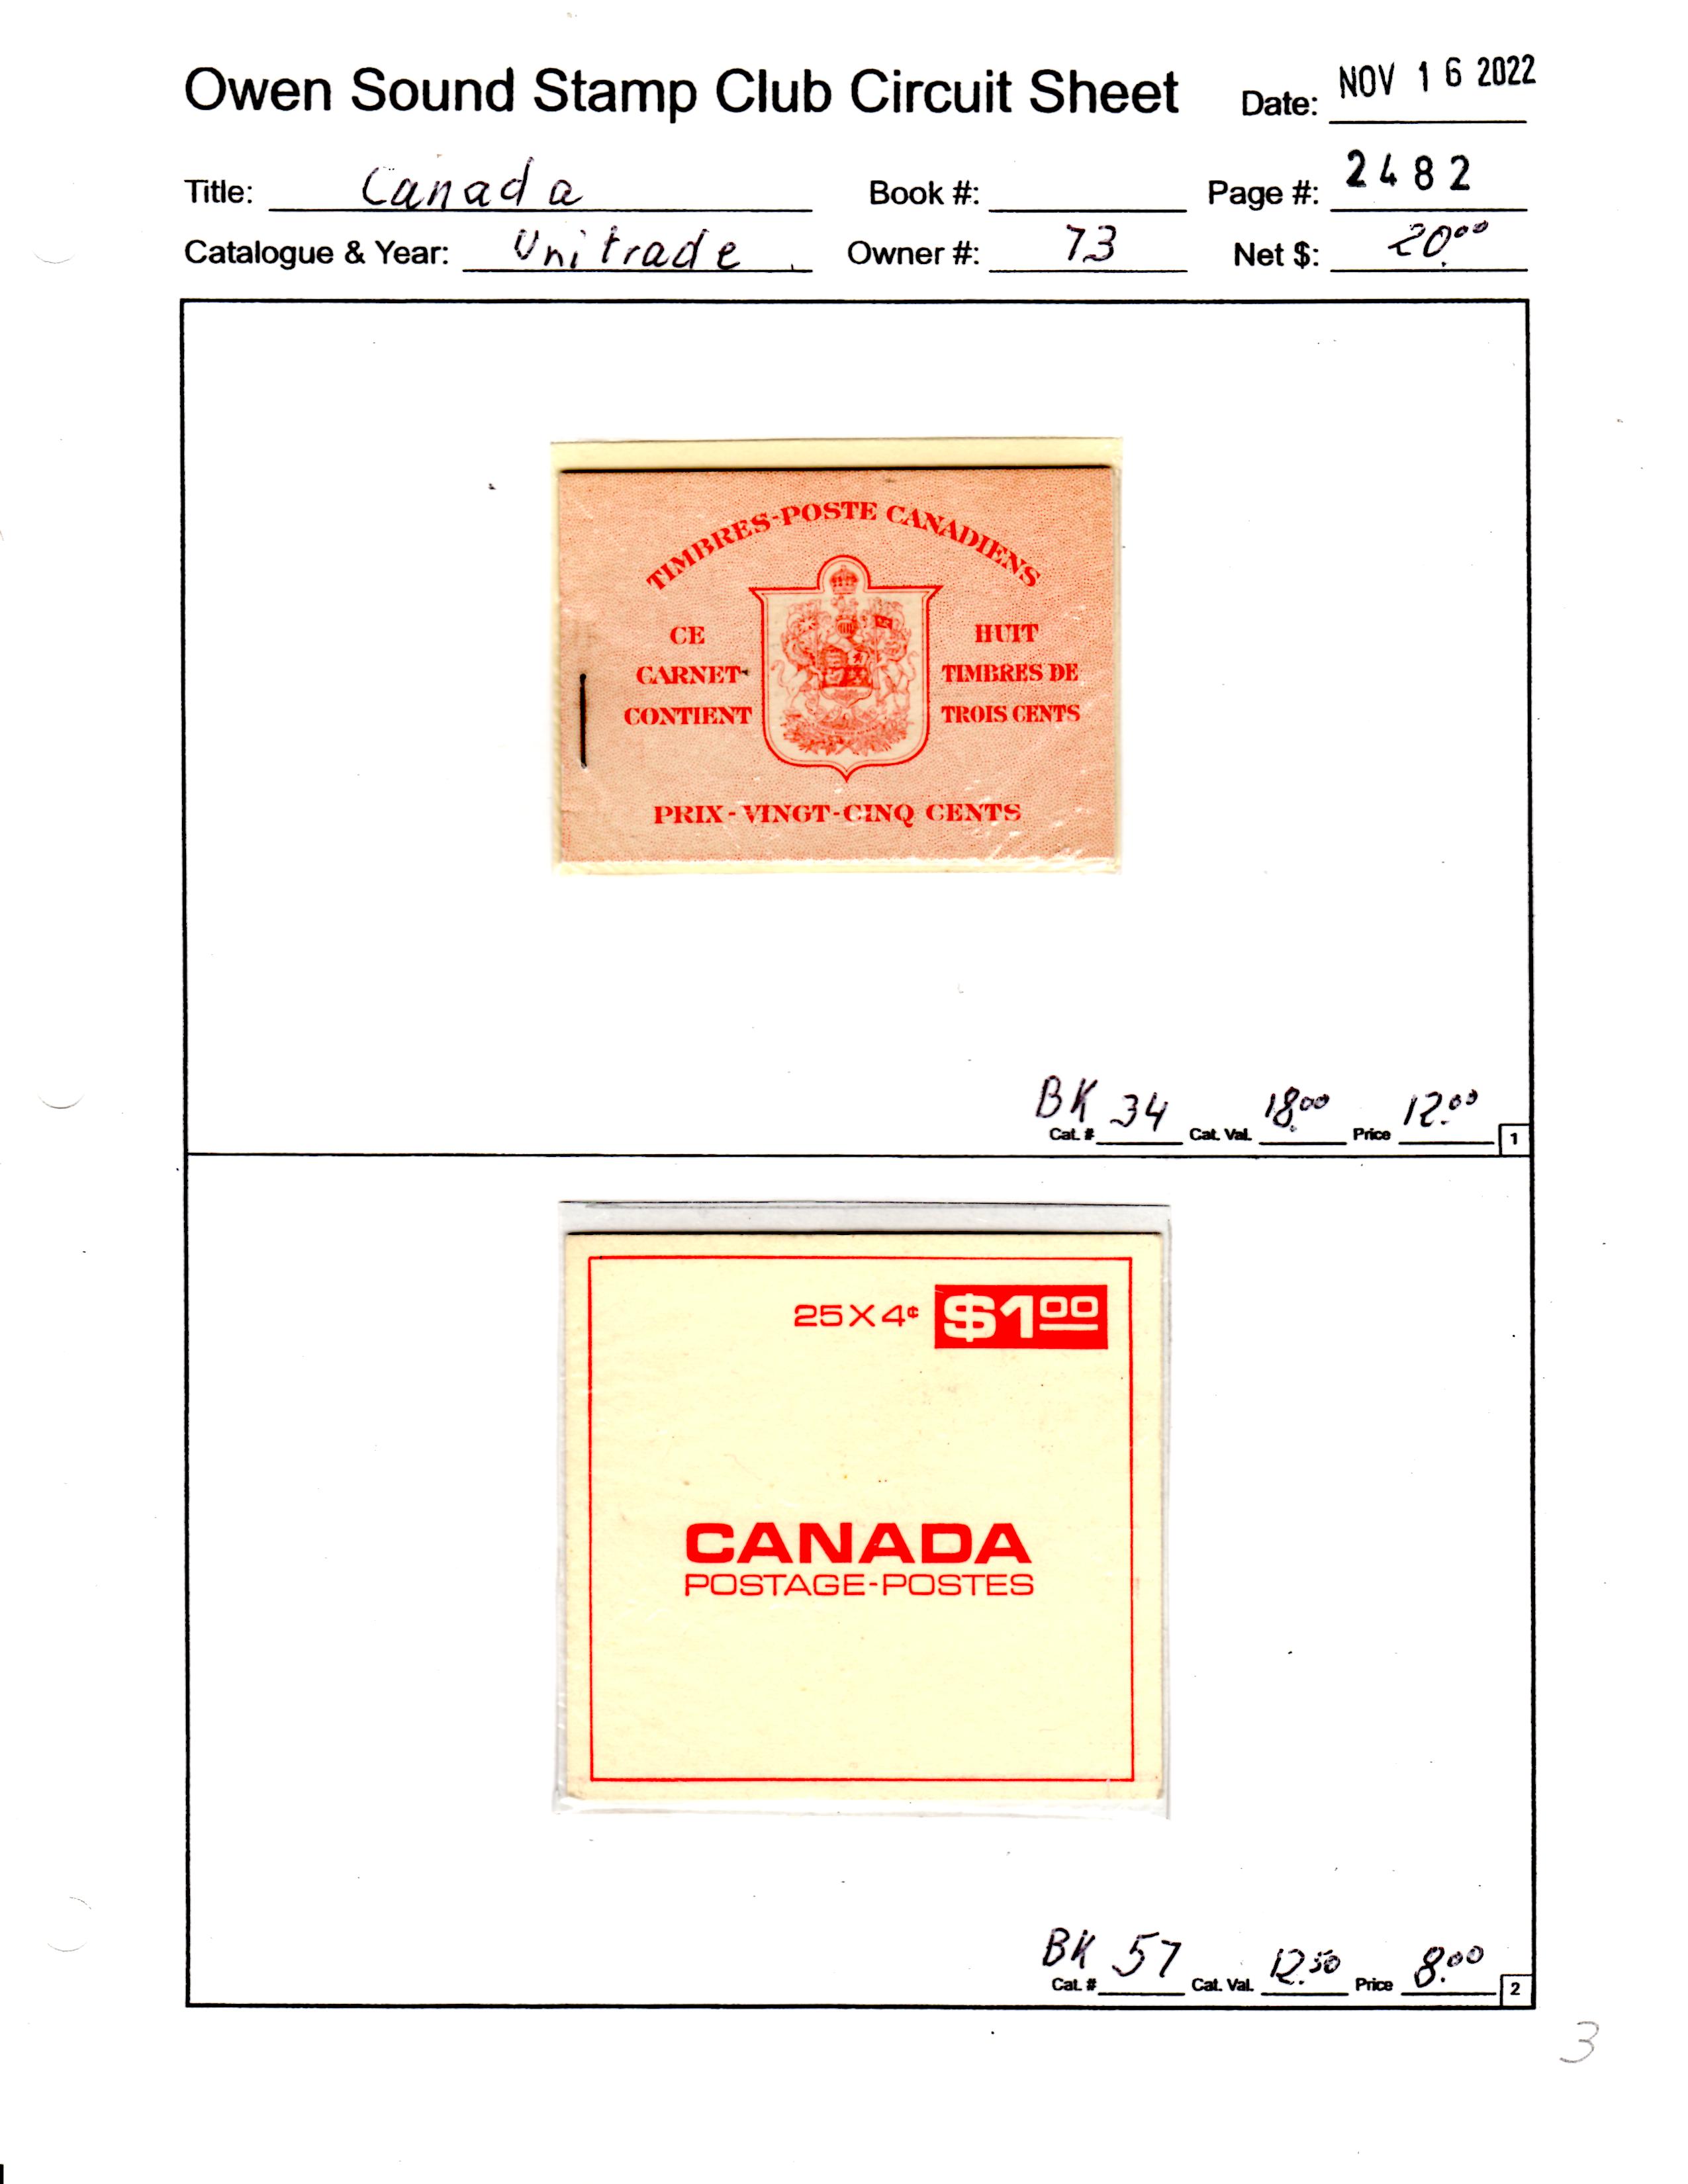 Owen Sound Stamp Club Circuit Sheet Date: NOV 16 2022
Title: Canada Book #: Page #: 2482
Catalogue & Year: Unitrade Owner #: 73 Net $: 20.00
TIMBRES-POSTE CANADIENS
CE HUIT
CARNET TIMBRES DE
CONTIENT TROIS CENTS
PRIX-VINGT-CINQ CENTS
BK 34 18.00 12.00
Cat. # Cat. Val. Price 1
25X4¢ $1.00
CANADA
POSTAGE-POSTES
BK 57 12.50 8.00
Cat. # Cat. Val. Price 2
3